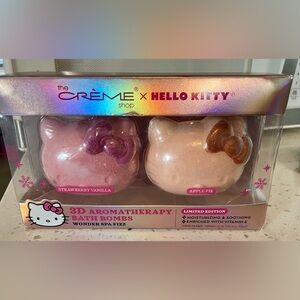 the
CRÈME × HELLO KITTY®
shop
STRAWBERRY VANILLA
APPLE PIE
3D AROMATHERAPY
BATH BOMBS
WONDER SPA FIZZ
LIMITED EDITION
MOISTURIZING & SOOTHING
ENRICHED WITH VITAMIN E